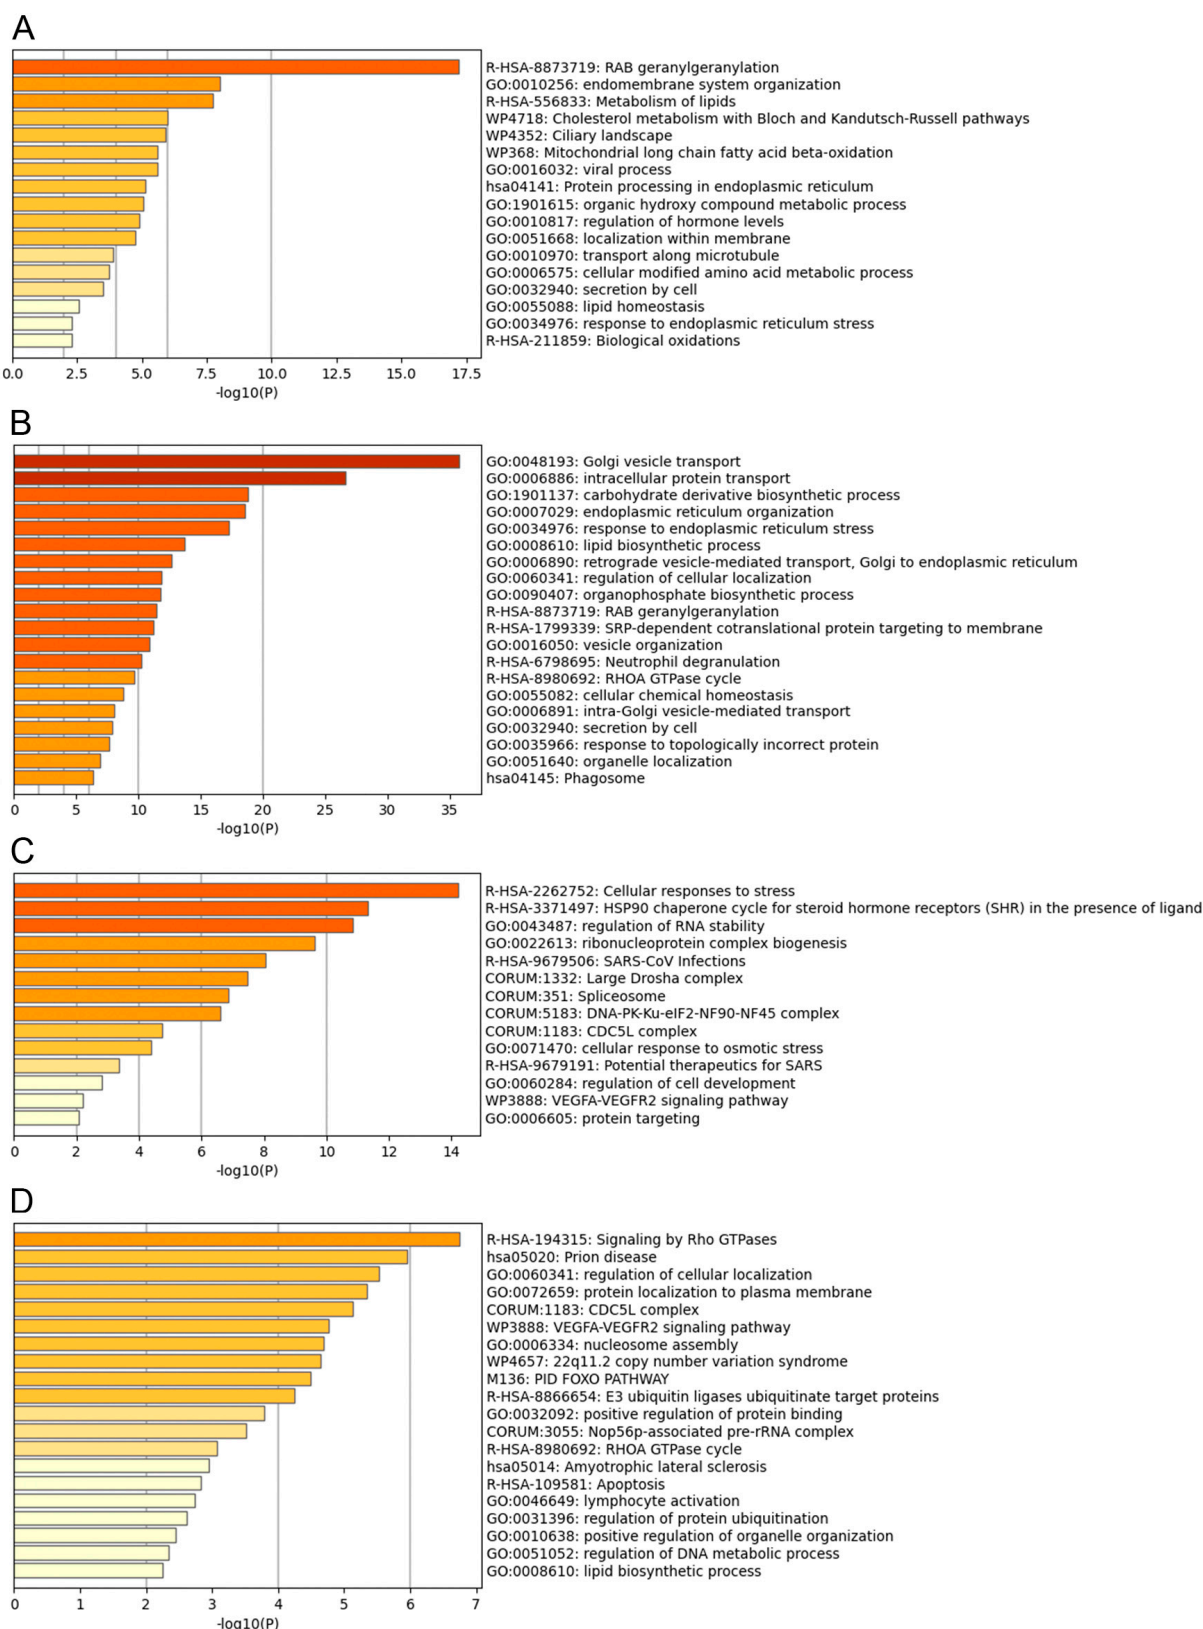 A
R-HSA-8873719: RAB geranylgeranylation
GO:0010256: endomembrane system organization
R-HSA-556833: Metabolism of lipids
WP4718: Cholesterol metabolism with Bloch and Kandutsch-Russell pathways
WP4352: Ciliary landscape
WP368: Mitochondrial long chain fatty acid beta-oxidation
GO:0016032: viral process
hsa04141: Protein processing in endoplasmic reticulum
GO:1901615: organic hydroxy compound metabolic process
GO:0010817: regulation of hormone levels
GO:0051668: localization within membrane
GO:0010970: transport along microtubule
GO:0006575: cellular modified amino acid metabolic process
GO:0032940: secretion by cell
GO:0055088: lipid homeostasis
GO:0034976: response to endoplasmic reticulum stress
R-HSA-211859: Biological oxidations
0.0 2.5 5.0 7.5 10.0 12.5 15.0 17.5
-log10(P)
B
GO:0048193: Golgi vesicle transport
GO:0006886: intracellular protein transport
GO:1901137: carbohydrate derivative biosynthetic process
GO:0007029: endoplasmic reticulum organization
GO:0034976: response to endoplasmic reticulum stress
GO:0008610: lipid biosynthetic process
GO:0006890: retrograde vesicle-mediated transport, Golgi to endoplasmic reticulum
GO:0060341: regulation of cellular localization
GO:0090407: organophosphate biosynthetic process
R-HSA-8873719: RAB geranylgeranylation
R-HSA-1799339: SRP-dependent cotranslational protein targeting to membrane
GO:0016050: vesicle organization
R-HSA-6798695: Neutrophil degranulation
R-HSA-8980692: RHOA GTPase cycle
GO:0055082: cellular chemical homeostasis
GO:0006891: intra-Golgi vesicle-mediated transport
GO:0032940: secretion by cell
GO:0035966: response to topologically incorrect protein
GO:0051640: organelle localization
hsa04145: Phagosome
0 5 10 15 20 25 30 35
-log10(P)
C
R-HSA-2262752: Cellular responses to stress
R-HSA-3371497: HSP90 chaperone cycle for steroid hormone receptors (SHR) in the presence of ligand
GO:0043487: regulation of RNA stability
GO:0022613: ribonucleoprotein complex biogenesis
R-HSA-9679506: SARS-CoV Infections
CORUM:1332: Large Drosha complex
CORUM:351: Spliceosome
CORUM:5183: DNA-PK-Ku-eIF2-NF90-NF45 complex
CORUM:1183: CDC5L complex
GO:0071470: cellular response to osmotic stress
R-HSA-9679191: Potential therapeutics for SARS
GO:0060284: regulation of cell development
WP3888: VEGFA-VEGFR2 signaling pathway
GO:0006605: protein targeting
0 2 4 6 8 10 12 14
-log10(P)
D
R-HSA-194315: Signaling by Rho GTPases
hsa05020: Prion disease
GO:0060341: regulation of cellular localization
GO:0072659: protein localization to plasma membrane
CORUM:1183: CDC5L complex
WP3888: VEGFA-VEGFR2 signaling pathway
GO:0006334: nucleosome assembly
WP4657: 22q11.2 copy number variation syndrome
M136: PID FOXO PATHWAY
R-HSA-8866654: E3 ubiquitin ligases ubiquitinate target proteins
GO:0032092: positive regulation of protein binding
CORUM:3055: Nop56p-associated pre-rRNA complex
R-HSA-8980692: RHOA GTPase cycle
hsa05014: Amyotrophic lateral sclerosis
R-HSA-109581: Apoptosis
GO:0046649: lymphocyte activation
GO:0031396: regulation of protein ubiquitination
GO:0010638: positive regulation of organelle organization
GO:0051052: regulation of DNA metabolic process
GO:0008610: lipid biosynthetic process
0 1 2 3 4 5 6 7
-log10(P)